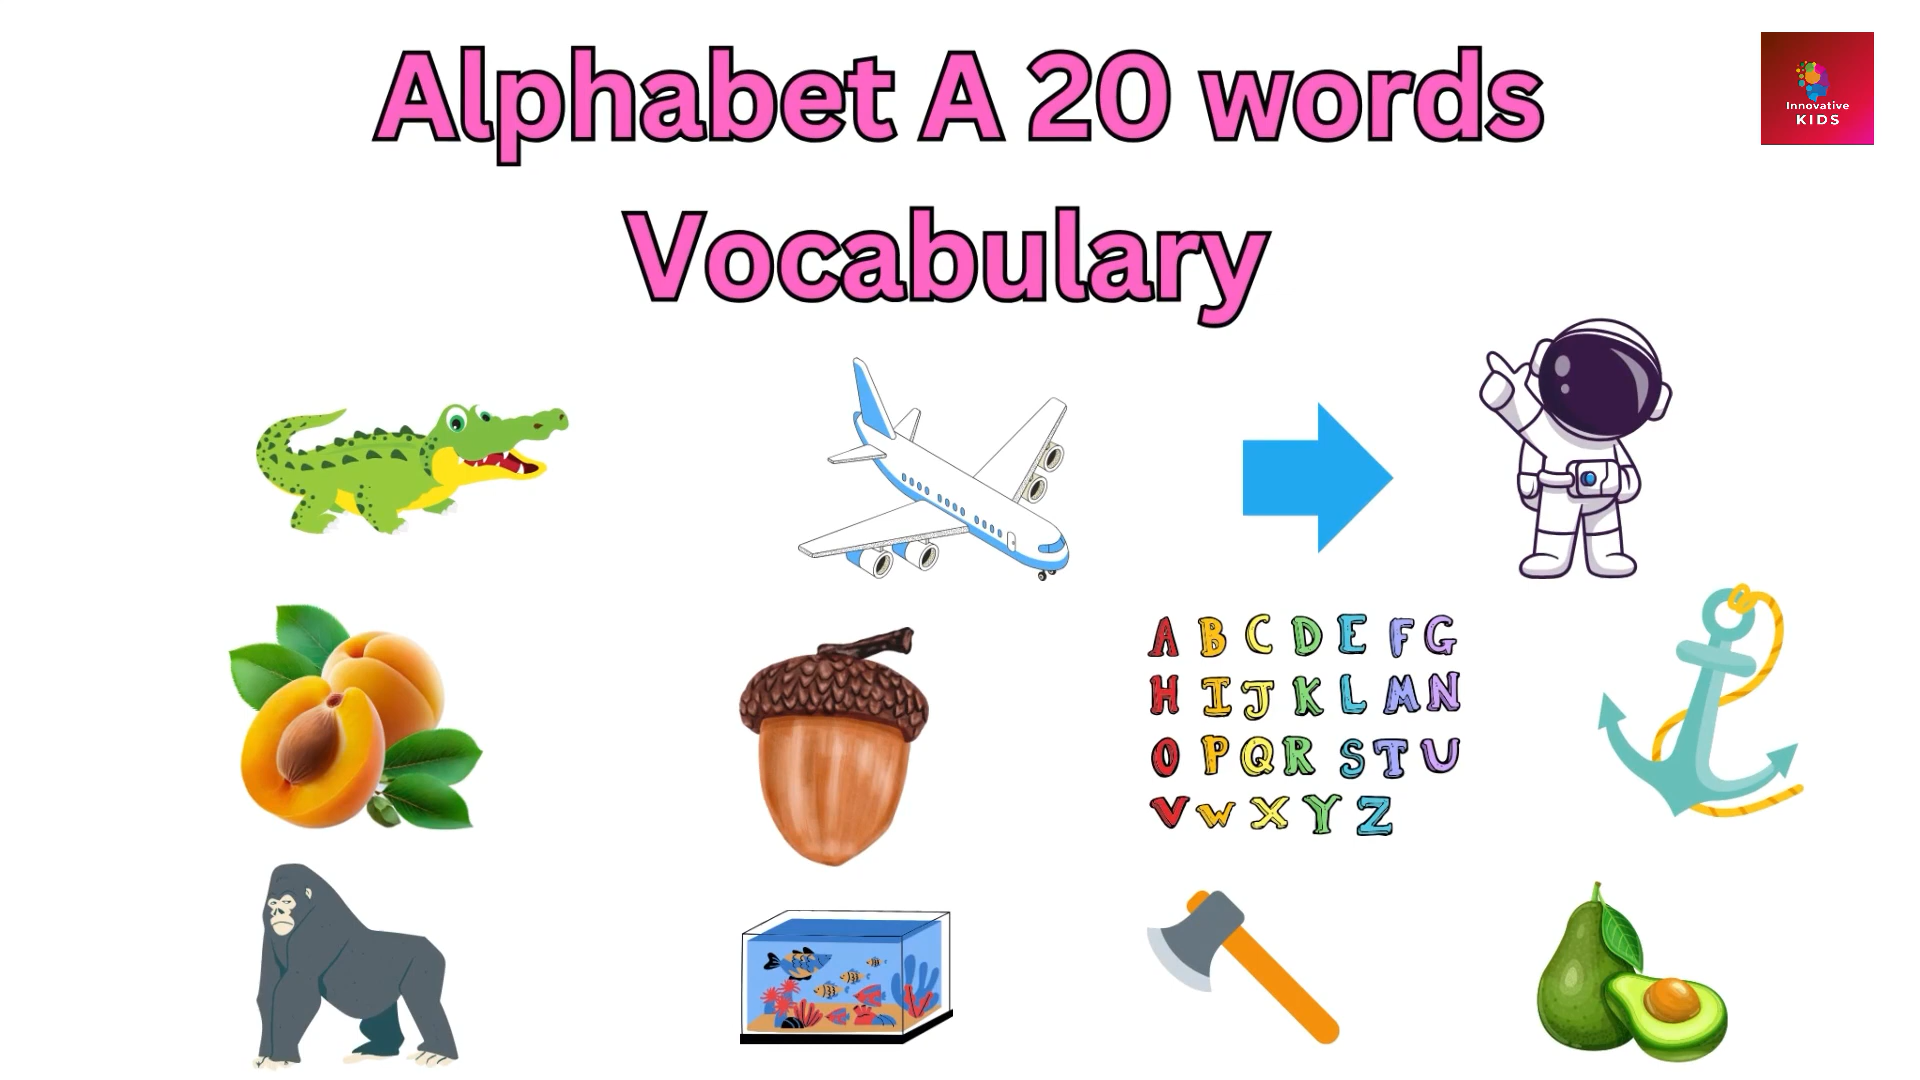 Alphabet A 20 words
Vocabulary
Innovative
KIDS
A B C D E F G
H I J K L M N
O P Q R S T U
V W X Y Z